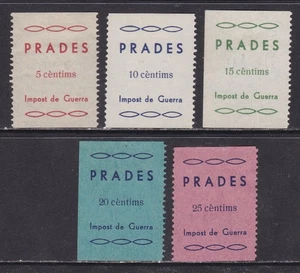 PRADES
5 cèntims
Impost de Guerra
PRADES
10 cèntims
Impost de Guerra
PRADES
15 cèntims
Impost de Guerra
PRADES
20 cèntims
Impost de Guerra
PRADES
25 cèntims
Impost de Guerra